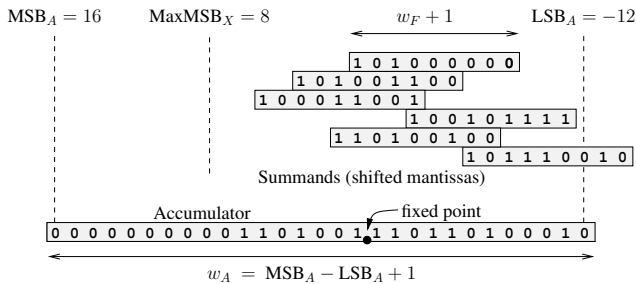 MSB_A = 16 MaxMSB_X = 8 w_F + 1 LSB_A = −12
1 0 1 0 0 0 0 0 0
1 0 1 0 0 1 1 0 0
1 0 0 0 1 1 0 0 1
1 0 0 1 0 1 1 1 1
1 1 0 1 0 0 1 0 0
1 0 1 1 1 0 0 1 0
Summands (shifted mantissas)
Accumulator fixed point
0 0 0 0 0 0 0 0 0 0 1 1 0 1 0 0 1 1 1 0 1 1 0 1 0 0 0 1 0
w_A = MSB_A − LSB_A + 1